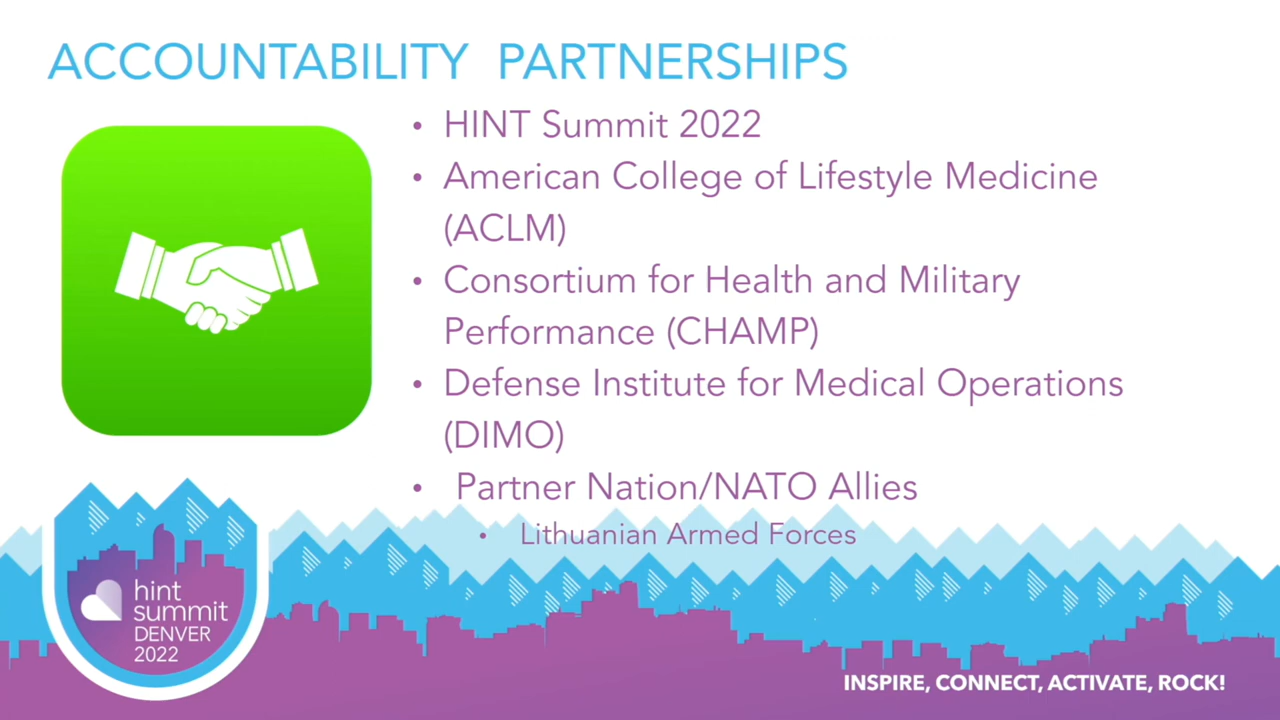 ACCOUNTABILITY PARTNERSHIPS
• HINT Summit 2022
• American College of Lifestyle Medicine
(ACLM)
• Consortium for Health and Military
Performance (CHAMP)
• Defense Institute for Medical Operations
(DIMO)
• Partner Nation/NATO Allies
• Lithuanian Armed Forces
hint
summit
DENVER
2022
INSPIRE, CONNECT, ACTIVATE, ROCK!